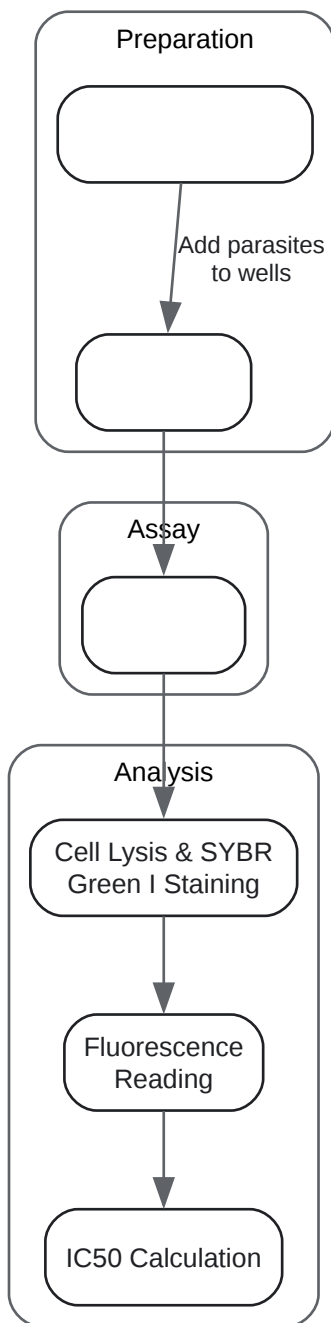 Preparation
Add parasites
to wells
Assay
Analysis
Cell Lysis & SYBR
Green I Staining
Fluorescence
Reading
IC50 Calculation